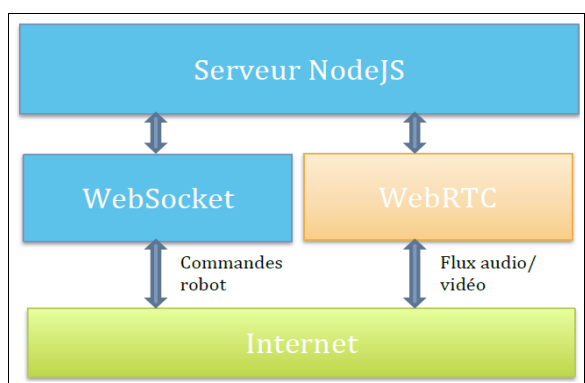 Serveur NodeJS
WebSocket
WebRTC
Commandes
robot
Flux audio/
vidéo
Internet